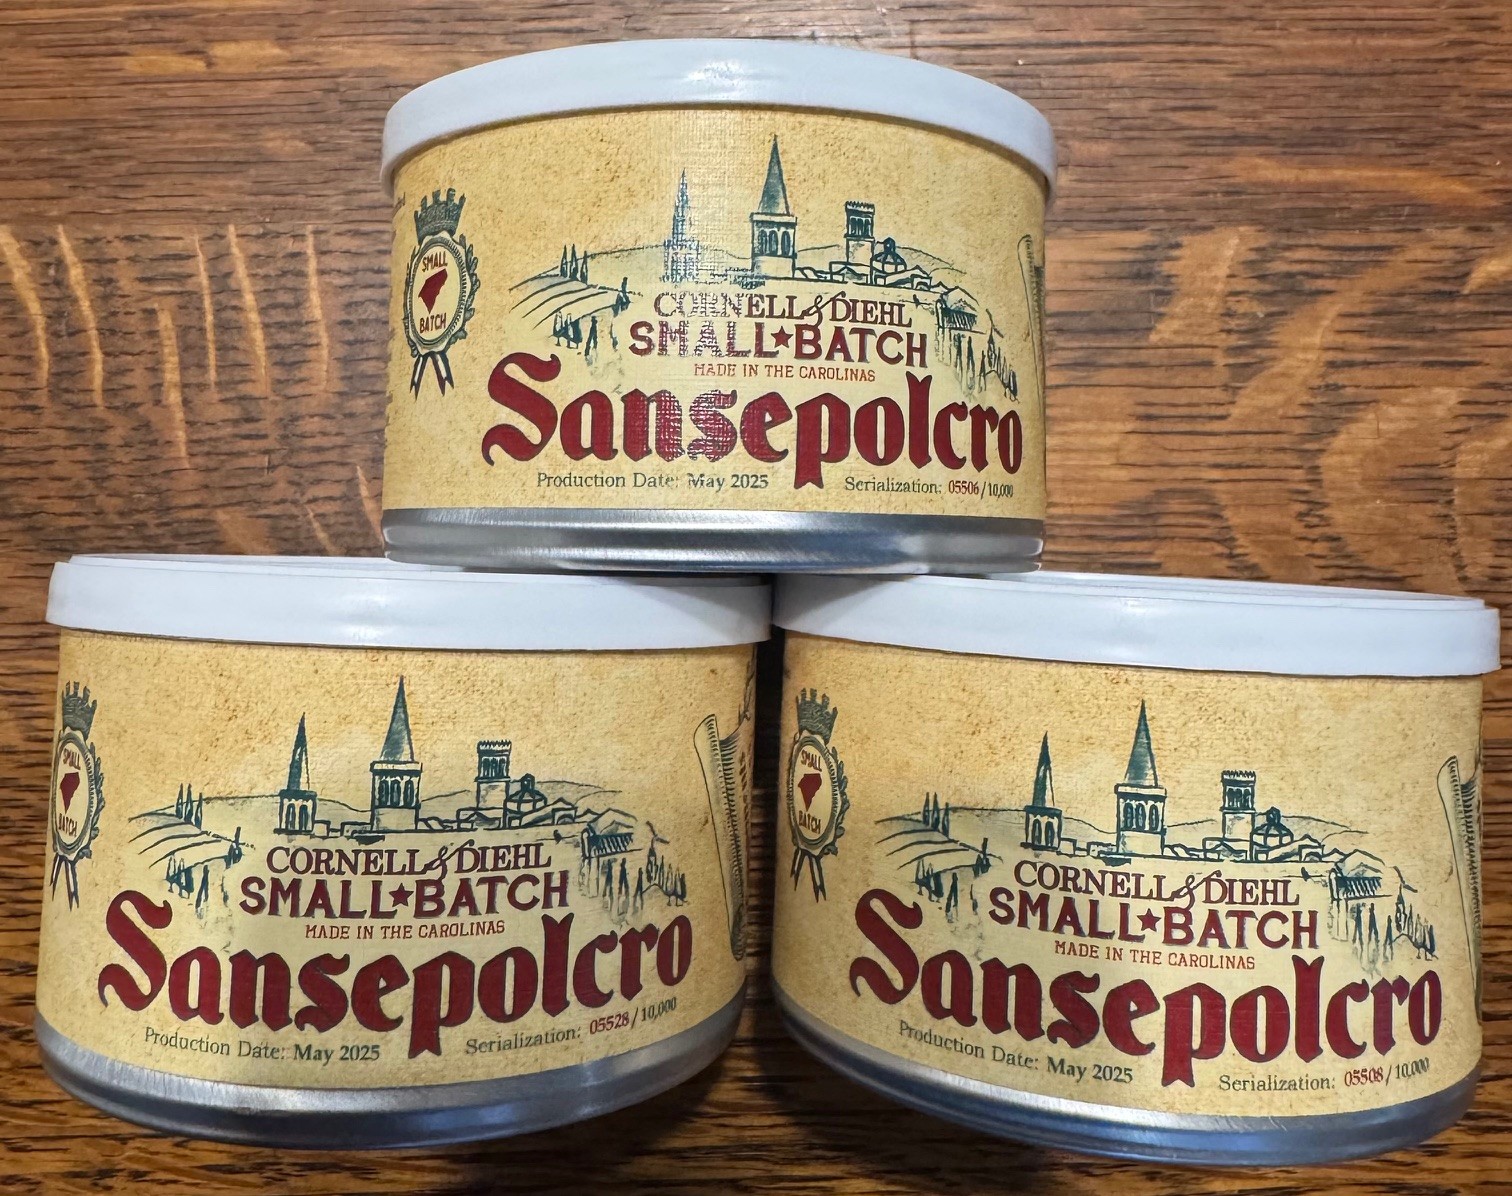 SMALL
BATCH
CORNELL & DIEHL
SMALL★BATCH
MADE IN THE CAROLINAS
Sansepolcro
Production Date: May 2025 Serialization: 05506/10,000
SMALL
BATCH
CORNELL & DIEHL
SMALL★BATCH
MADE IN THE CAROLINAS
Sansepolcro
Production Date: May 2025 Serialization: 05528/10,000
SMALL
BATCH
CORNELL & DIEHL
SMALL★BATCH
MADE IN THE CAROLINAS
Sansepolcro
Production Date: May 2025 Serialization: 05508/10,000